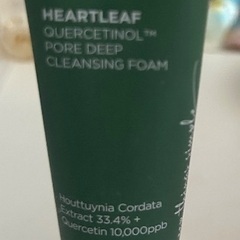 HEARTLEAF
QUERCETINOL™
PORE DEEP
CLEANSING FOAM
Houttuynia Cordata
Extract 33.4% +
Quercetin 10,000ppb